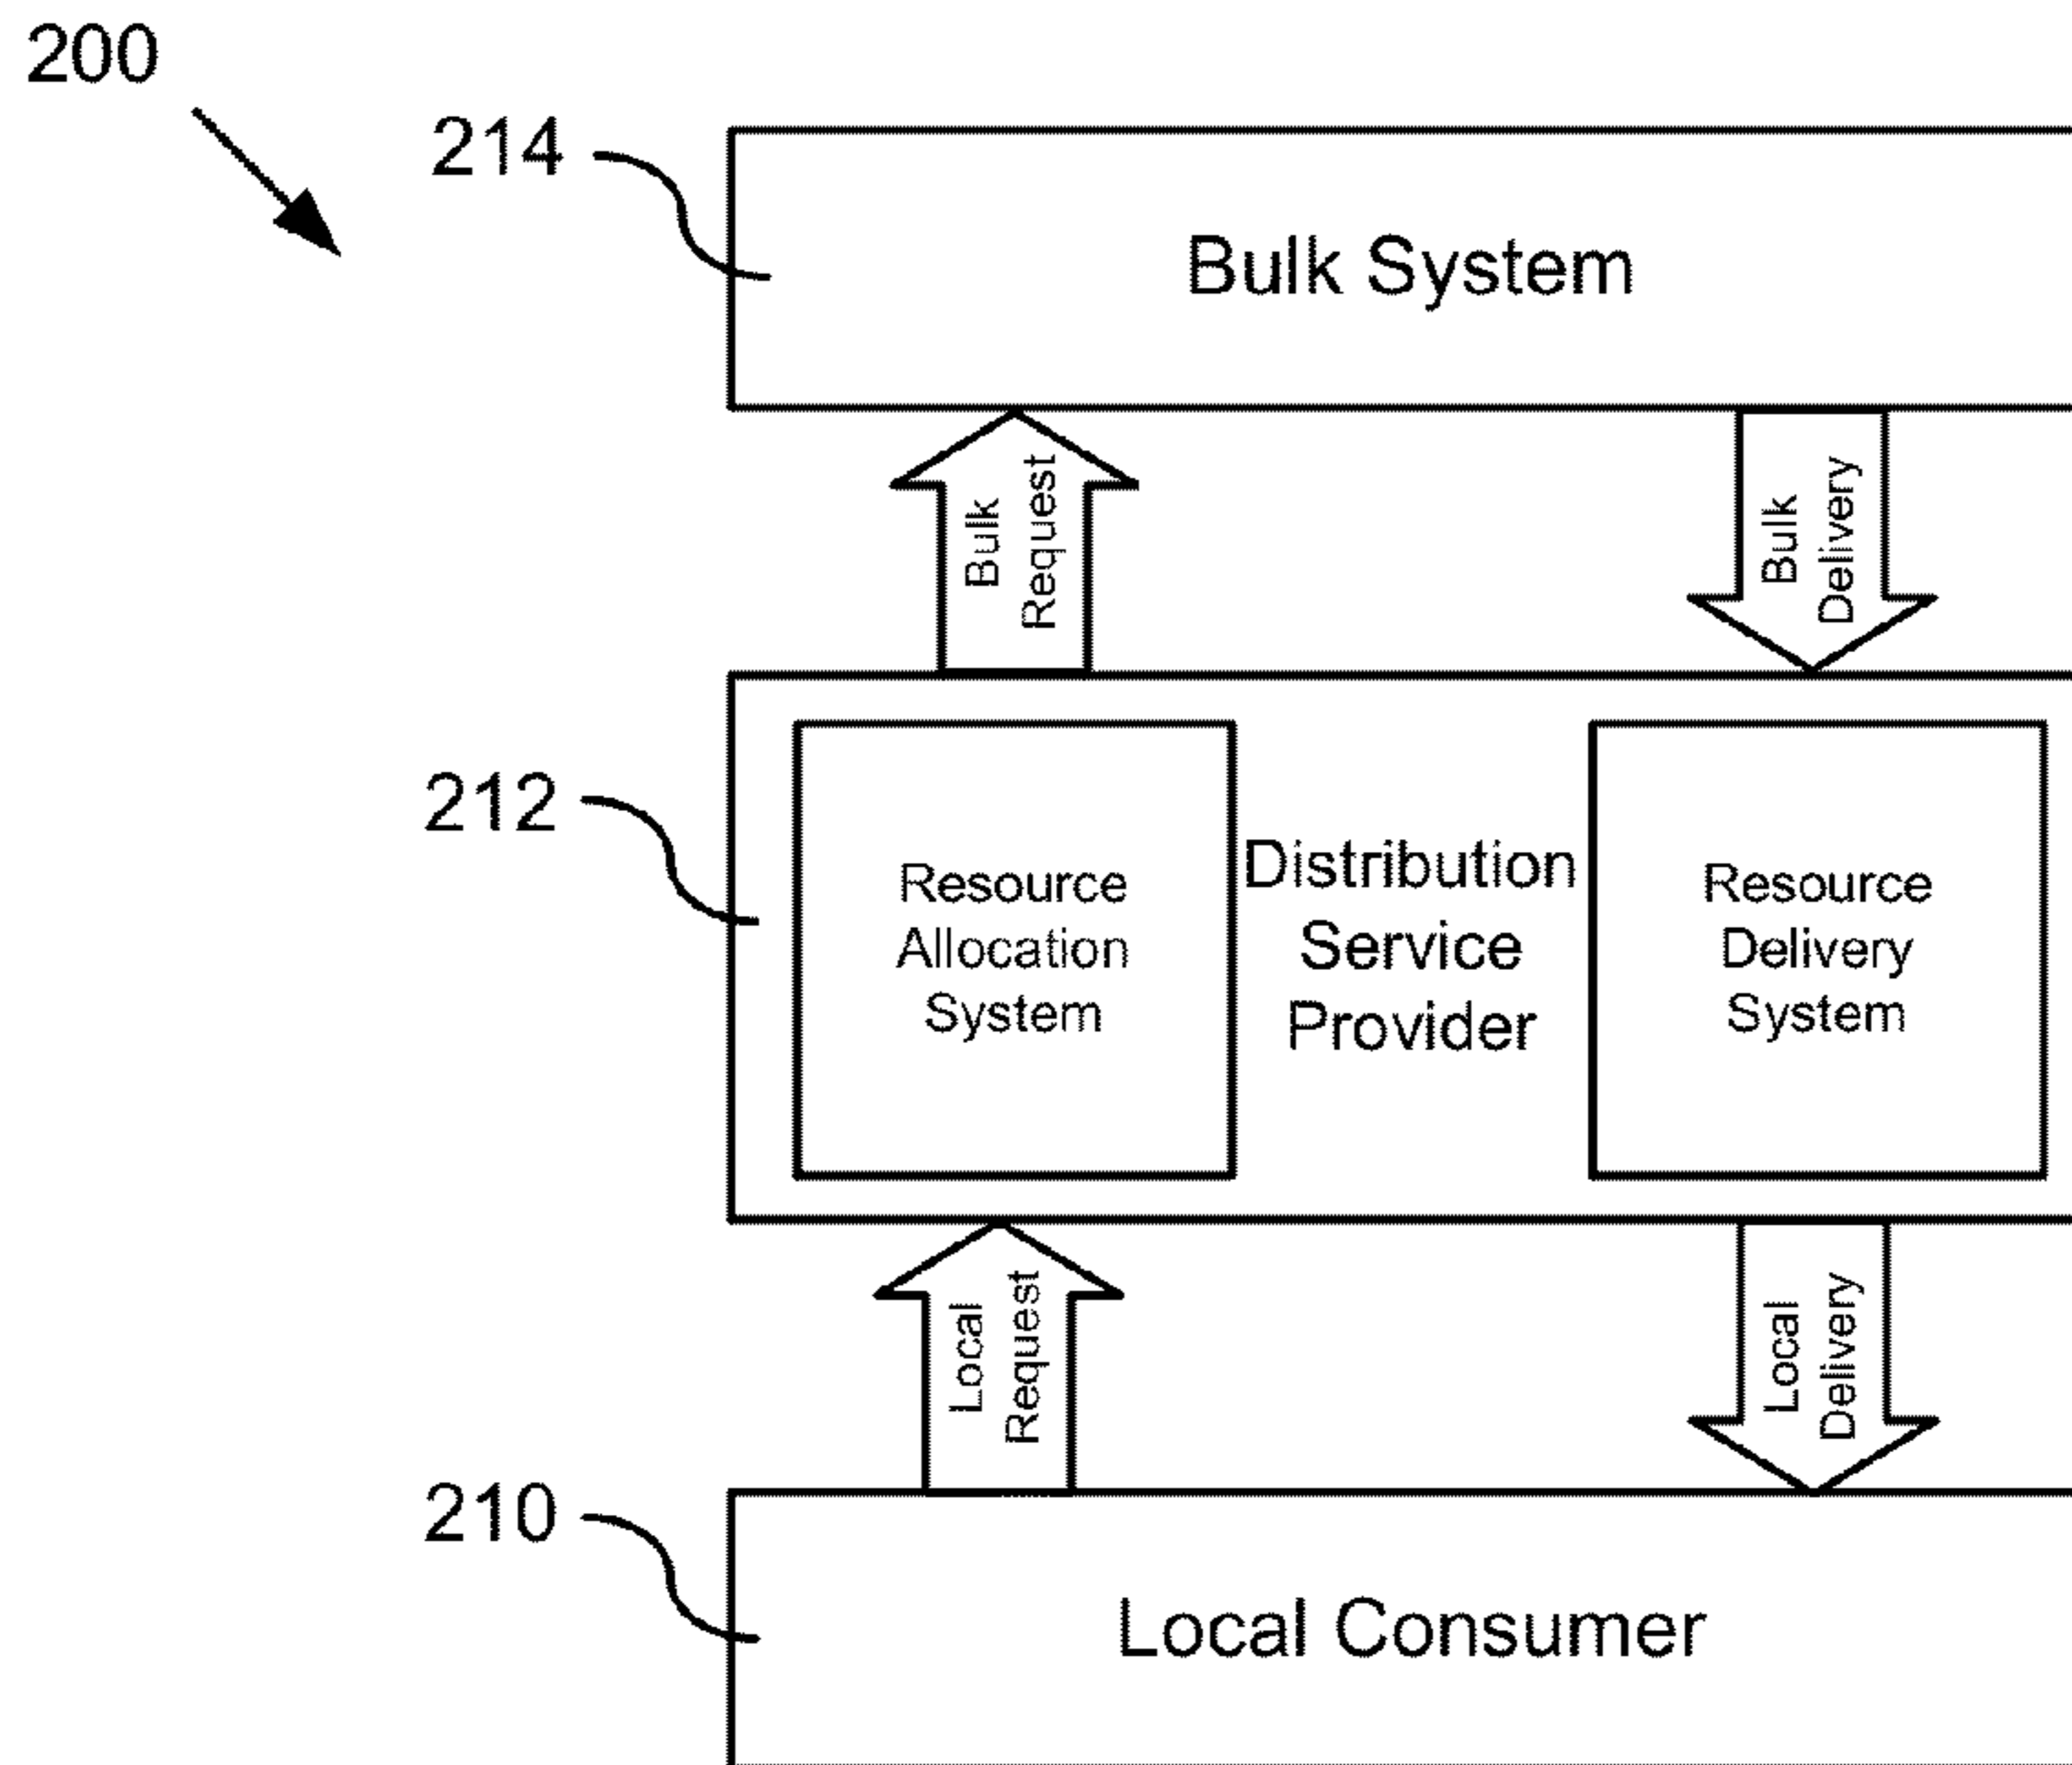 200
214
Bulk System
Bulk
Request
Bulk
Delivery
212
Resource
Allocation
System
Distribution
Service
Provider
Resource
Delivery
System
Local
Request
Local
Delivery
210
Local Consumer